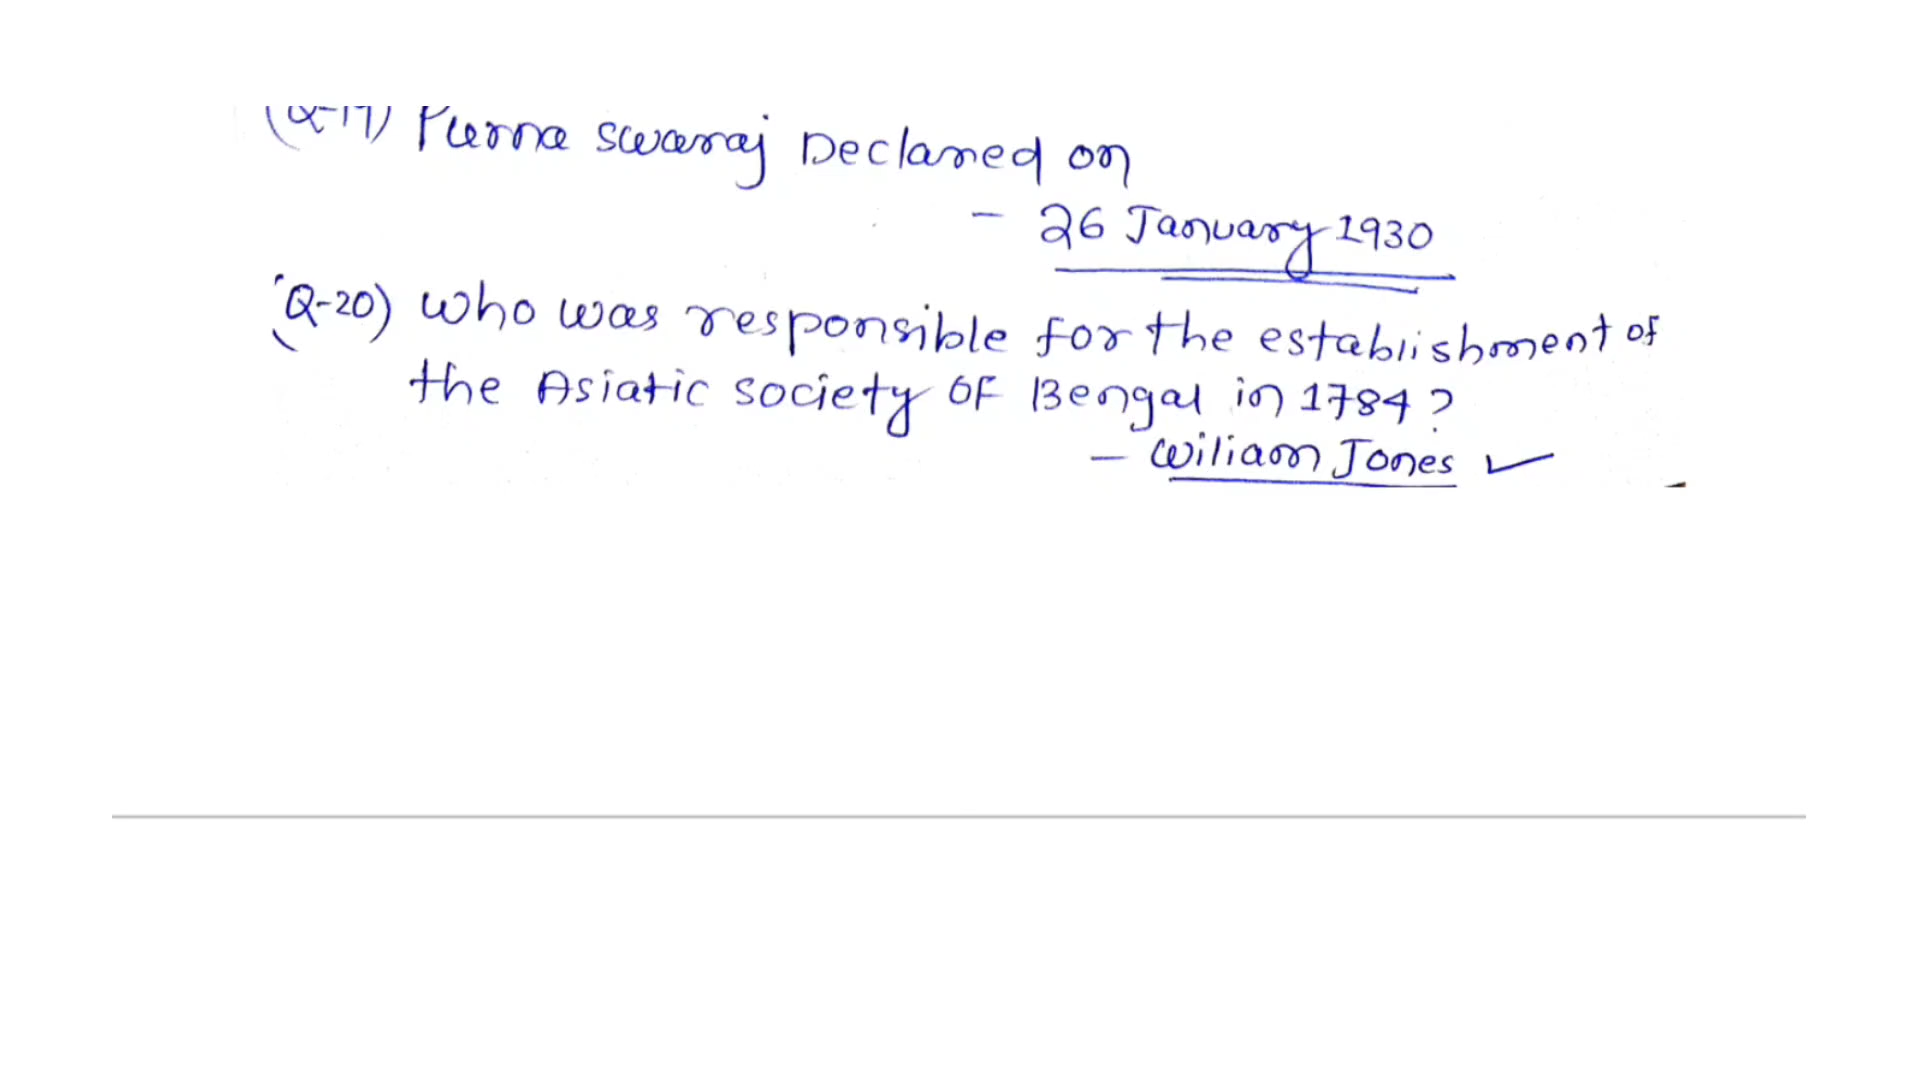 (Q-19) Purna swaraj Declared on
- 26 January 1930
(Q-20) who was responsible for the establishment of
the Asiatic society OF Bengal in 1784?
- wiliam Jones ✓